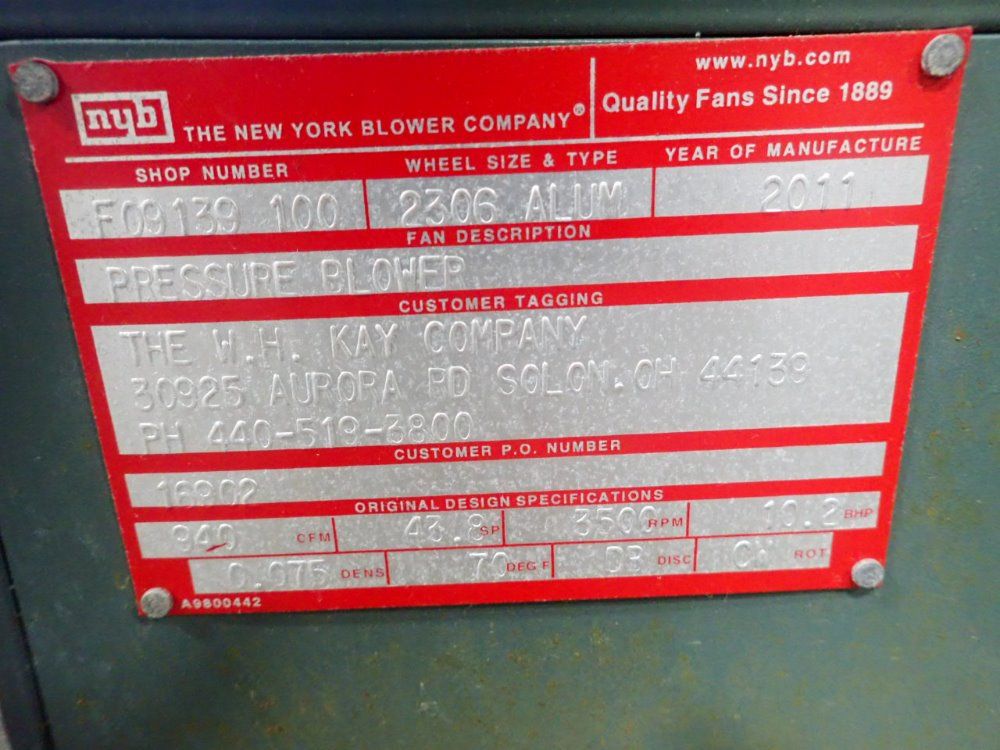 www.nyb.com
nyb THE NEW YORK BLOWER COMPANY® Quality Fans Since 1889
SHOP NUMBER WHEEL SIZE & TYPE YEAR OF MANUFACTURE
F09139 100 2306 ALUM 2011
FAN DESCRIPTION
PRESSURE BLOWER
CUSTOMER TAGGING
THE W.H. KAY COMPANY
30925 AURORA RD SOLON, OH 44139
PH 440-519-3800
CUSTOMER P.O. NUMBER
16902
ORIGINAL DESIGN SPECIFICATIONS
940 CFM 43.8 SP 3500 RPM 10.2 BHP
0.075 DENS 70 DEG F DB DISC CW ROT
A9800442